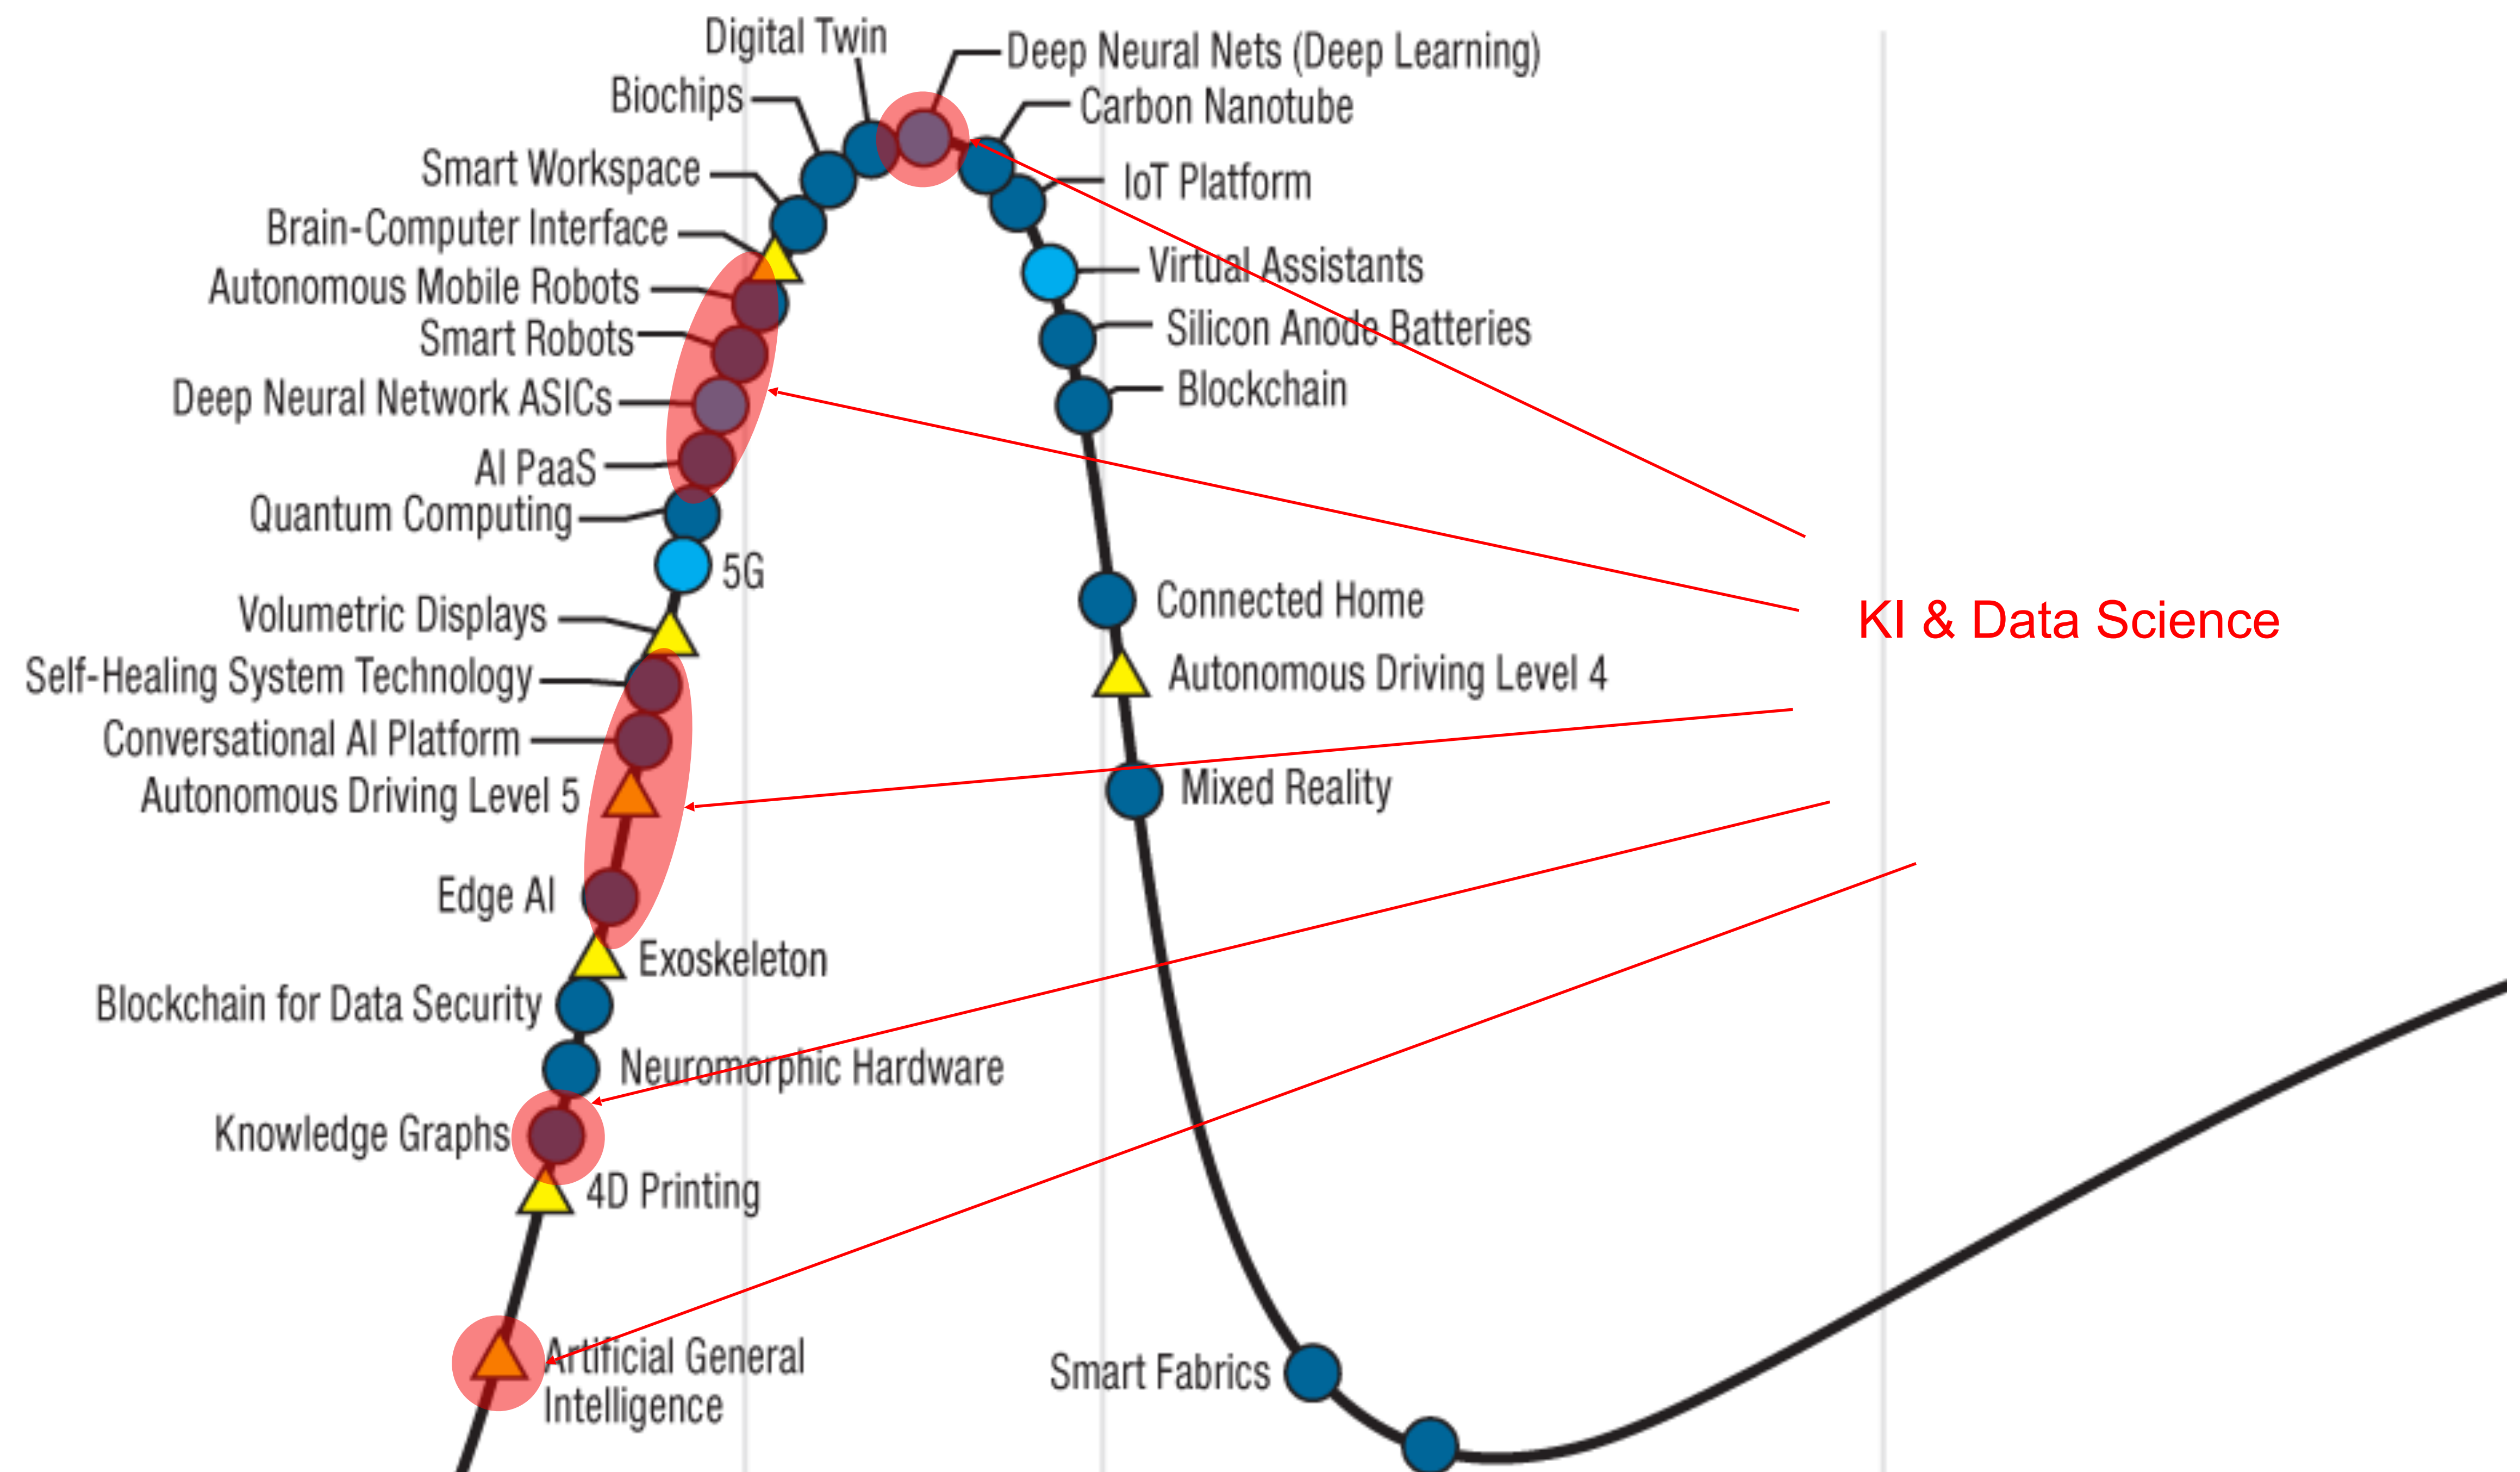 Digital Twin
Deep Neural Nets (Deep Learning)
Biochips
Carbon Nanotube
Smart Workspace
IoT Platform
Brain-Computer Interface
Virtual Assistants
Autonomous Mobile Robots
Silicon Anode Batteries
Smart Robots
Blockchain
Deep Neural Network ASICs
AI PaaS
Quantum Computing
5G
Connected Home
Volumetric Displays
KI & Data Science
Self-Healing System Technology
Autonomous Driving Level 4
Conversational AI Platform
Mixed Reality
Autonomous Driving Level 5
Edge AI
Exoskeleton
Blockchain for Data Security
Neuromorphic Hardware
Knowledge Graphs
4D Printing
Artificial General
Intelligence
Smart Fabrics